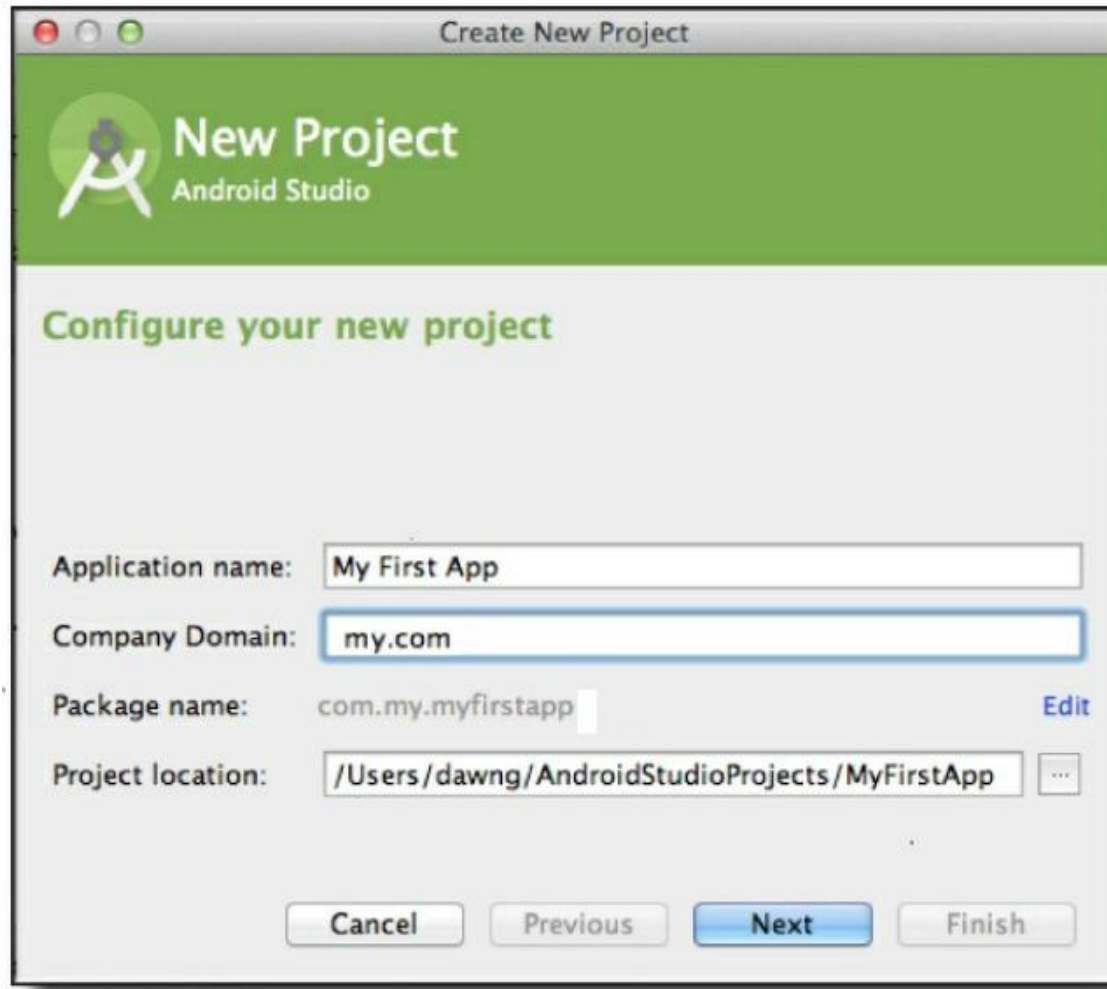 Create New Project
New Project
Android Studio
Configure your new project
Application name: My First App
Company Domain: my.com
Package name: com.my.myfirstapp Edit
Project location: /Users/dawng/AndroidStudioProjects/MyFirstApp ...
Cancel Previous Next Finish